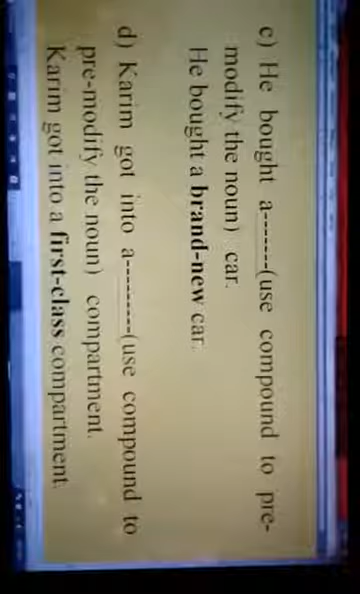 c) He bought a-------(use compound to pre-
modify the noun) car.
He bought a brand-new car.
d) Karim got into a---------(use compound to
pre-modify the noun) compartment.
Karim got into a first-class compartment.